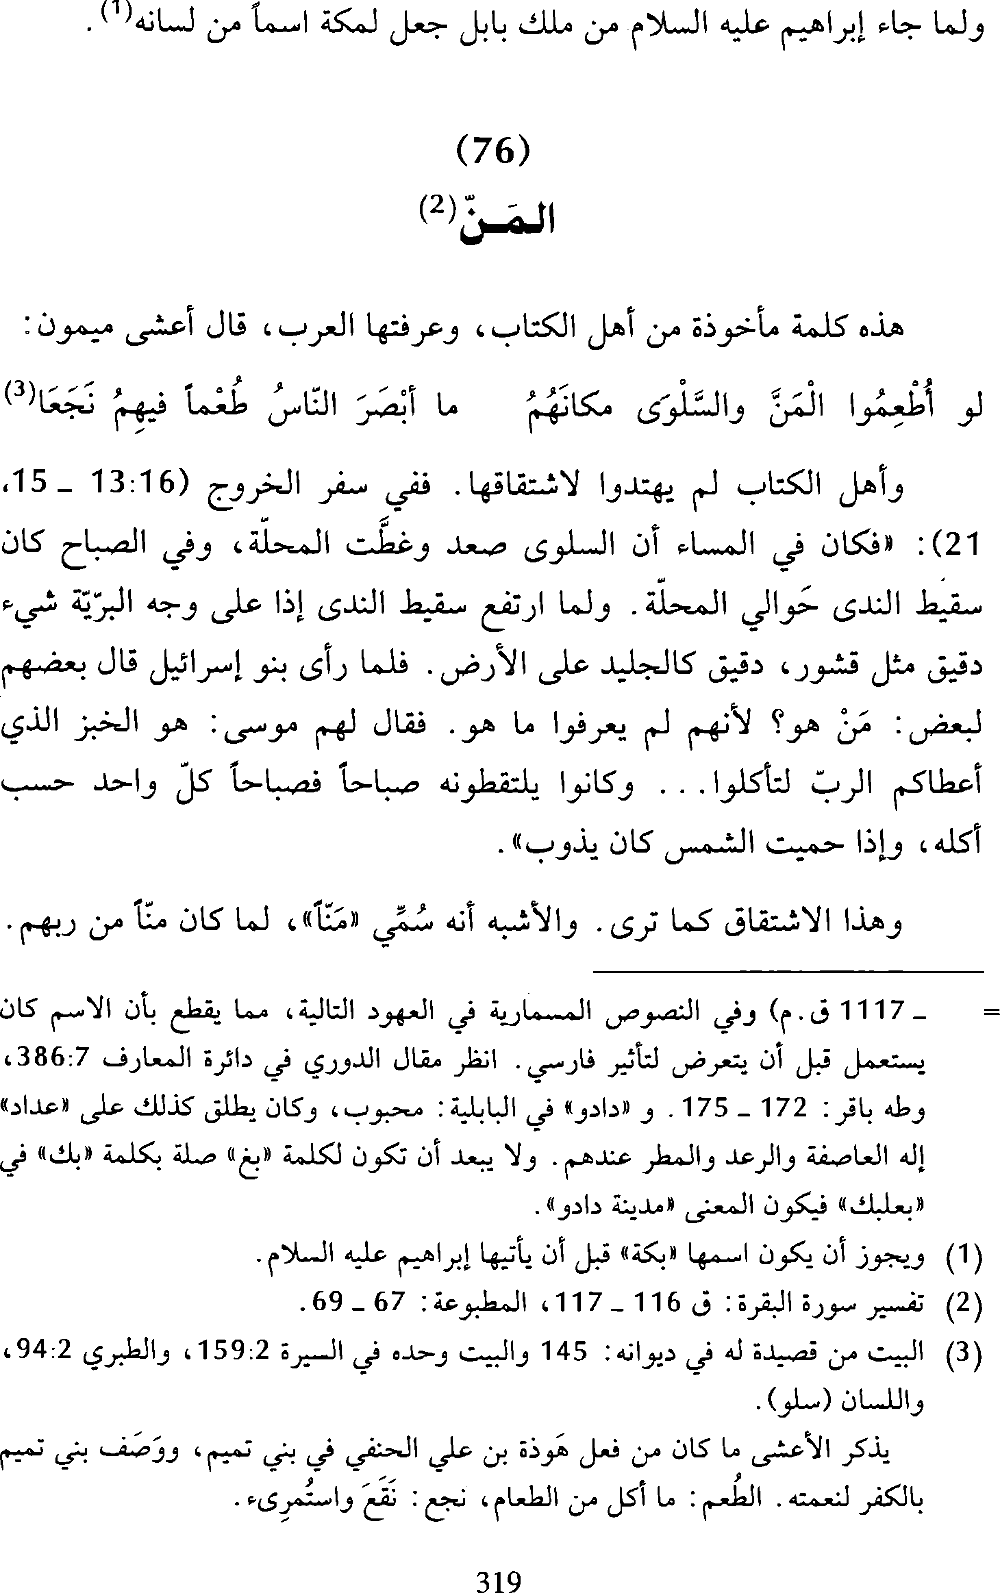 ولما جاء إبراهيم عليه السلام من ملك بابل جعل لمكة اسماً من لسانه(1).
(76)
المَـنّ(2)
هذه كلمة مأخوذة من أهل الكتاب، وعرفتها العرب، قال أعشى ميمون:
لو أُطْعِمُوا الْمَنَّ والسَّلْوَى مكانَهُمُ ما أبْصَرَ النّاسُ طُعْماً فيهِمُ نَجَعَا(3)
وأهل الكتاب لم يهتدوا لاشتقاقها. ففي سفر الخروج (13:16 _ 15،
21): «فكان في المساء أن السلوى صعد وغطَّت المحلّة، وفي الصباح كان
سقيط الندى حَوالي المحلّة. ولما ارتفع سقيط الندى إذا على وجه البرّيّة شيء
دقيق مثل قشور، دقيق كالجليد على الأرض. فلما رأى بنو إسرائيل قال بعضهم
لبعض: مَنْ هو؟ لأنهم لم يعرفوا ما هو. فقال لهم موسى: هو الخبز الذي
أعطاكم الربّ لتأكلوا... وكانوا يلتقطونه صباحاً فصباحاً كلّ واحد حسب
أكله، وإذا حميت الشمس كان يذوب».
وهذا الاشتقاق كما ترى. والأشبه أنه سُمِّي «مَنّاً»، لما كان منّاً من ربهم.
= _ 1117 ق.م) وفي النصوص المسمارية في العهود التالية، مما يقطع بأن الاسم كان
يستعمل قبل أن يتعرض لتأثير فارسي. انظر مقال الدوري في دائرة المعارف 386:7،
وطه باقر: 172 _ 175. و «دادو» في البابلية: محبوب، وكان يطلق كذلك على «عداد»
إله العاصفة والرعد والمطر عندهم. ولا يبعد أن تكون لكلمة «بغ» صلة بكلمة «بك» في
«بعلبك» فيكون المعنى «مدينة دادو».
(1) ويجوز أن يكون اسمها «بكة» قبل أن يأتيها إبراهيم عليه السلام.
(2) تفسير سورة البقرة: ق 116 _ 117، المطبوعة: 67 _ 69.
(3) البيت من قصيدة له في ديوانه: 145 والبيت وحده في السيرة 159:2، والطبري 94:2،
واللسان (سلو).
يذكر الأعشى ما كان من فعل هَوذة بن علي الحنفي في بني تميم، ووَصَف بني تميم
بالكفر لنعمته. الطُعم: ما أكل من الطعام، نجع: نَقَعَ واستُمرِىء.
319